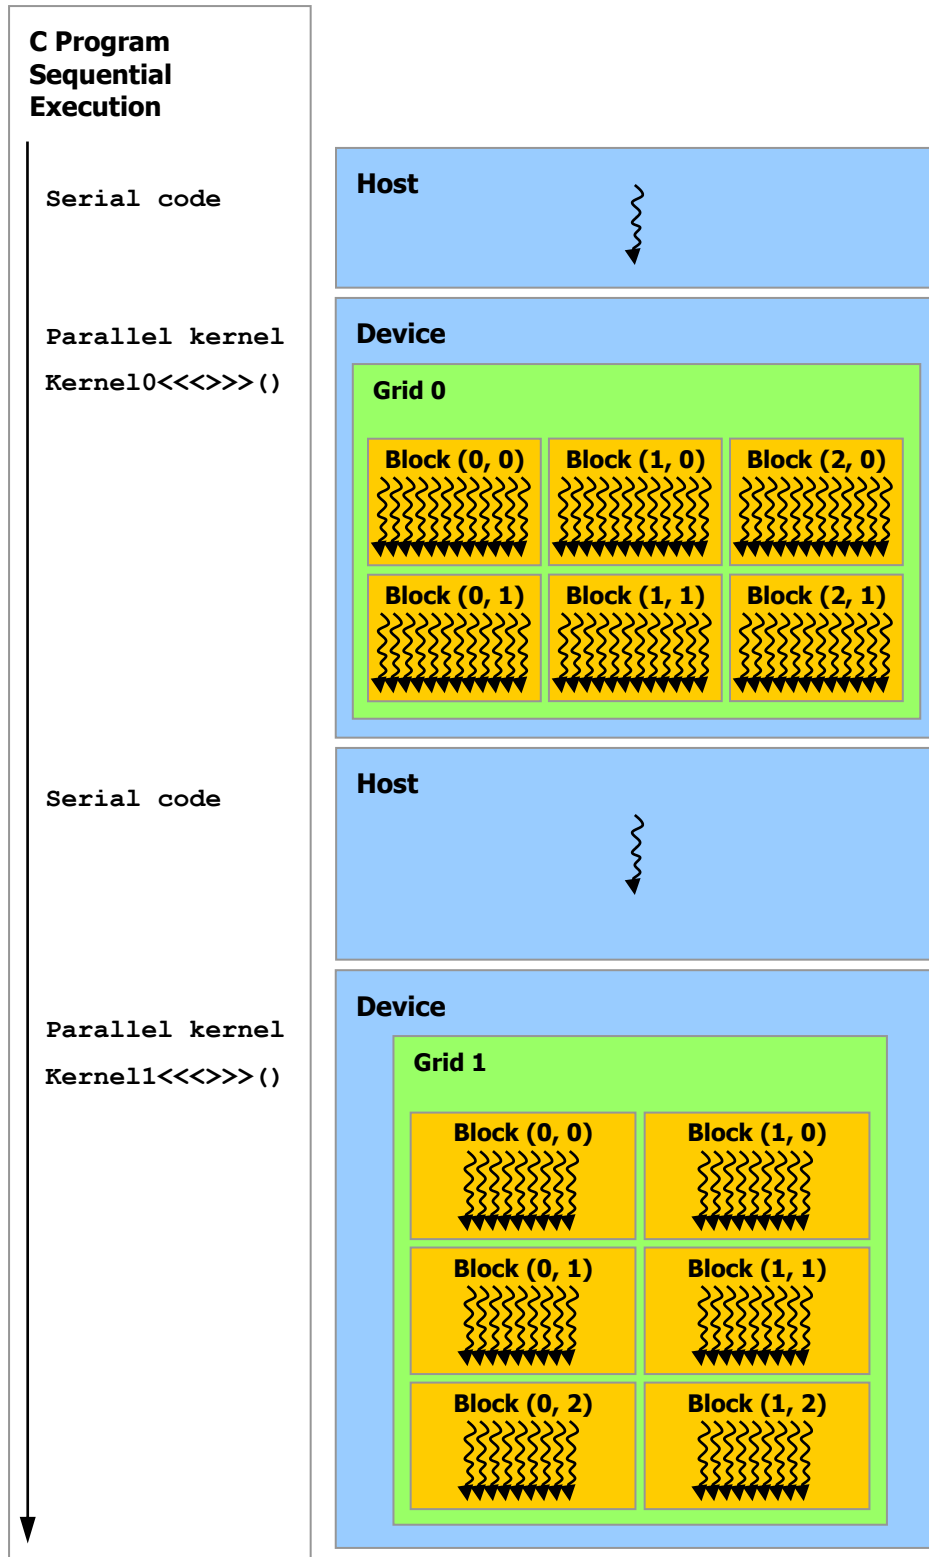 C Program
Sequential
Execution
Serial code
Host
Parallel kernel
Kernel0<<<>>>()
Device
Grid 0
Block (0, 0) Block (1, 0) Block (2, 0)
Block (0, 1) Block (1, 1) Block (2, 1)
Serial code
Host
Parallel kernel
Kernel1<<<>>>()
Device
Grid 1
Block (0, 0) Block (1, 0)
Block (0, 1) Block (1, 1)
Block (0, 2) Block (1, 2)